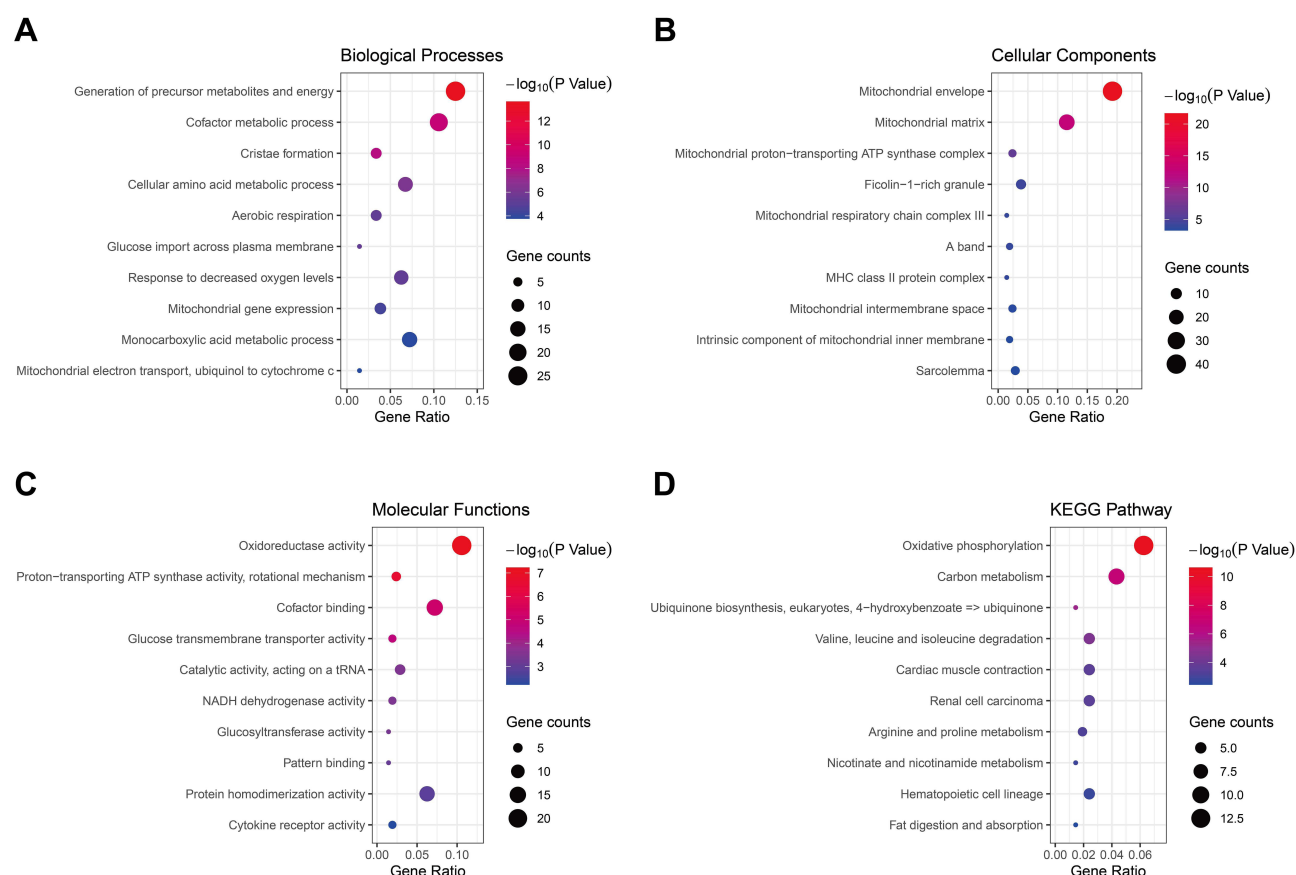 A
Biological Processes
Generation of precursor metabolites and energy
Cofactor metabolic process
Cristae formation
Cellular amino acid metabolic process
Aerobic respiration
Glucose import across plasma membrane
Response to decreased oxygen levels
Mitochondrial gene expression
Monocarboxylic acid metabolic process
Mitochondrial electron transport, ubiquinol to cytochrome c
0.00 0.05 0.10 0.15
Gene Ratio
−log₁₀(P Value)
12
10
8
6
4
Gene counts
5
10
15
20
25
B
Cellular Components
Mitochondrial envelope
Mitochondrial matrix
Mitochondrial proton−transporting ATP synthase complex
Ficolin−1−rich granule
Mitochondrial respiratory chain complex III
A band
MHC class II protein complex
Mitochondrial intermembrane space
Intrinsic component of mitochondrial inner membrane
Sarcolemma
0.00 0.05 0.10 0.15 0.20
Gene Ratio
−log₁₀(P Value)
20
15
10
5
Gene counts
10
20
30
40
C
Molecular Functions
Oxidoreductase activity
Proton−transporting ATP synthase activity, rotational mechanism
Cofactor binding
Glucose transmembrane transporter activity
Catalytic activity, acting on a tRNA
NADH dehydrogenase activity
Glucosyltransferase activity
Pattern binding
Protein homodimerization activity
Cytokine receptor activity
0.00 0.05 0.10
Gene Ratio
−log₁₀(P Value)
7
6
5
4
3
Gene counts
5
10
15
20
D
KEGG Pathway
Oxidative phosphorylation
Carbon metabolism
Ubiquinone biosynthesis, eukaryotes, 4−hydroxybenzoate => ubiquinone
Valine, leucine and isoleucine degradation
Cardiac muscle contraction
Renal cell carcinoma
Arginine and proline metabolism
Nicotinate and nicotinamide metabolism
Hematopoietic cell lineage
Fat digestion and absorption
0.00 0.02 0.04 0.06
Gene Ratio
−log₁₀(P Value)
10
8
6
4
Gene counts
5.0
7.5
10.0
12.5